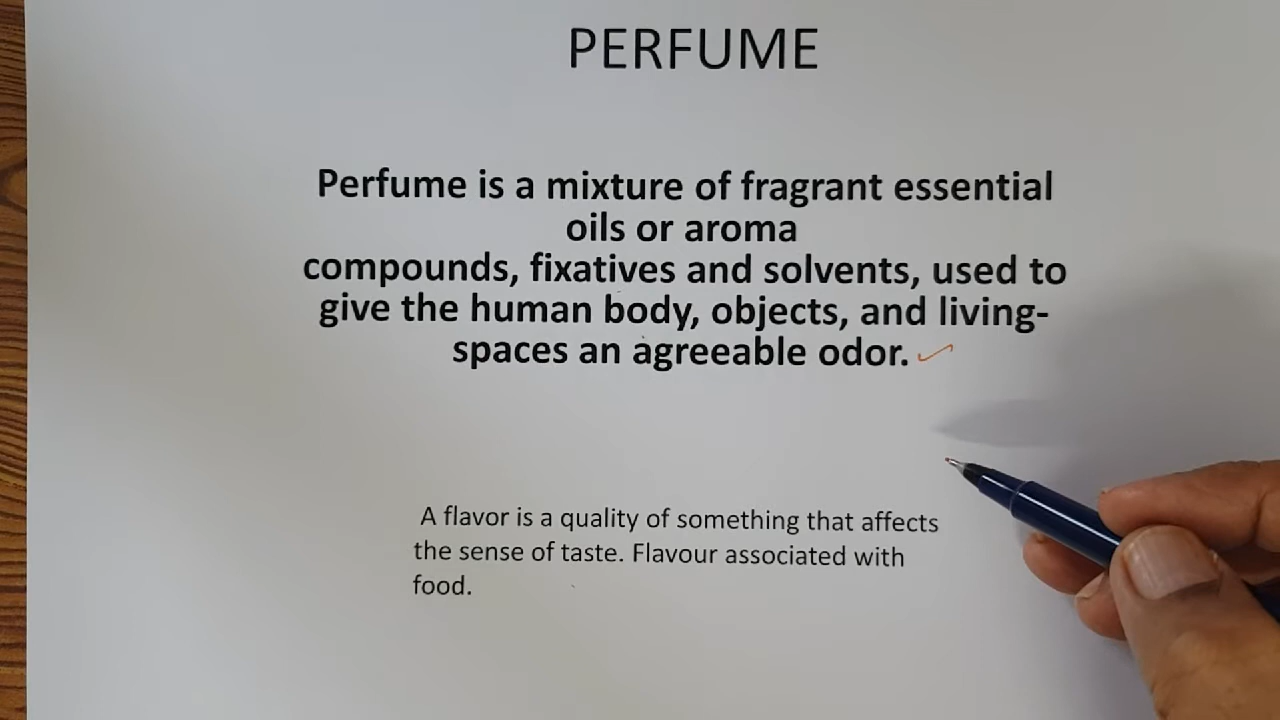 PERFUME
Perfume is a mixture of fragrant essential
oils or aroma
compounds, fixatives and solvents, used to
give the human body, objects, and living-
spaces an agreeable odor.
A flavor is a quality of something that affects
the sense of taste. Flavour associated with
food.